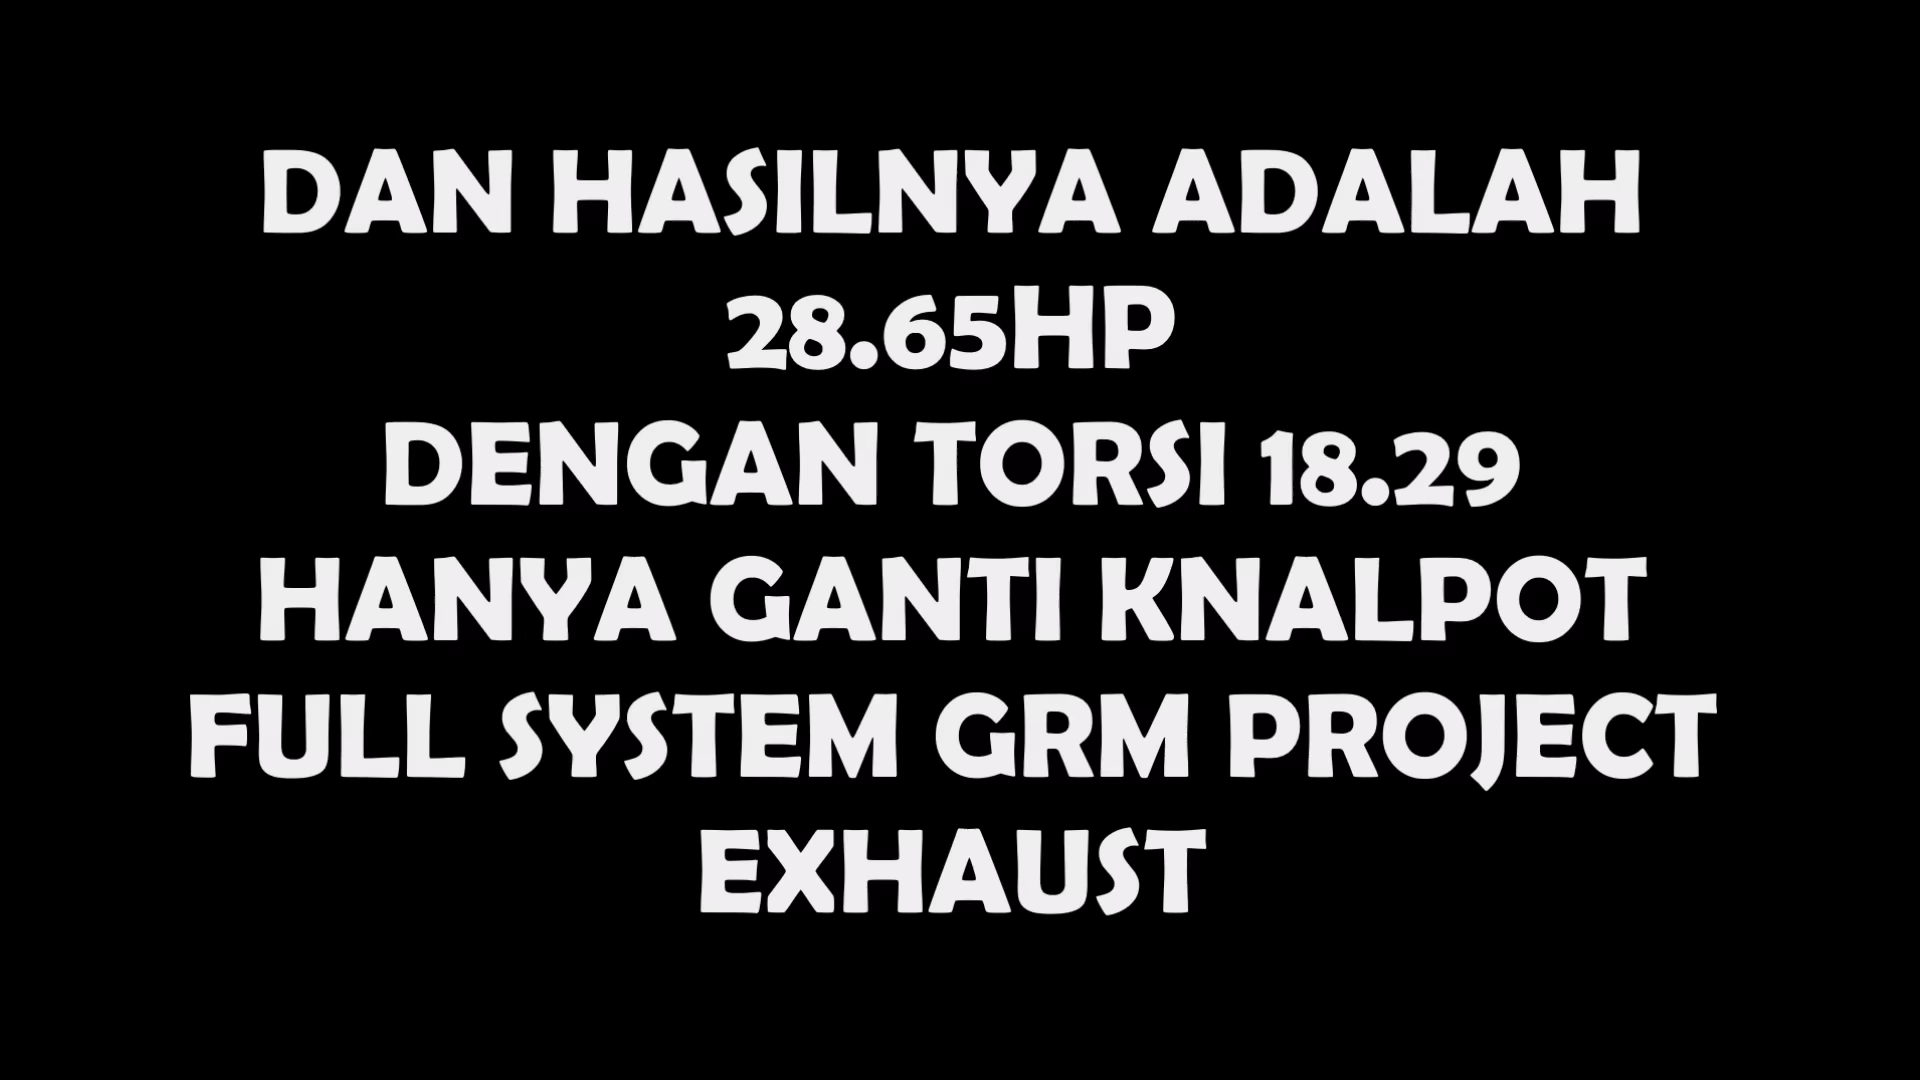 DAN HASILNYA ADALAH
28.65HP
DENGAN TORSI 18.29
HANYA GANTI KNALPOT
FULL SYSTEM GRM PROJECT
EXHAUST